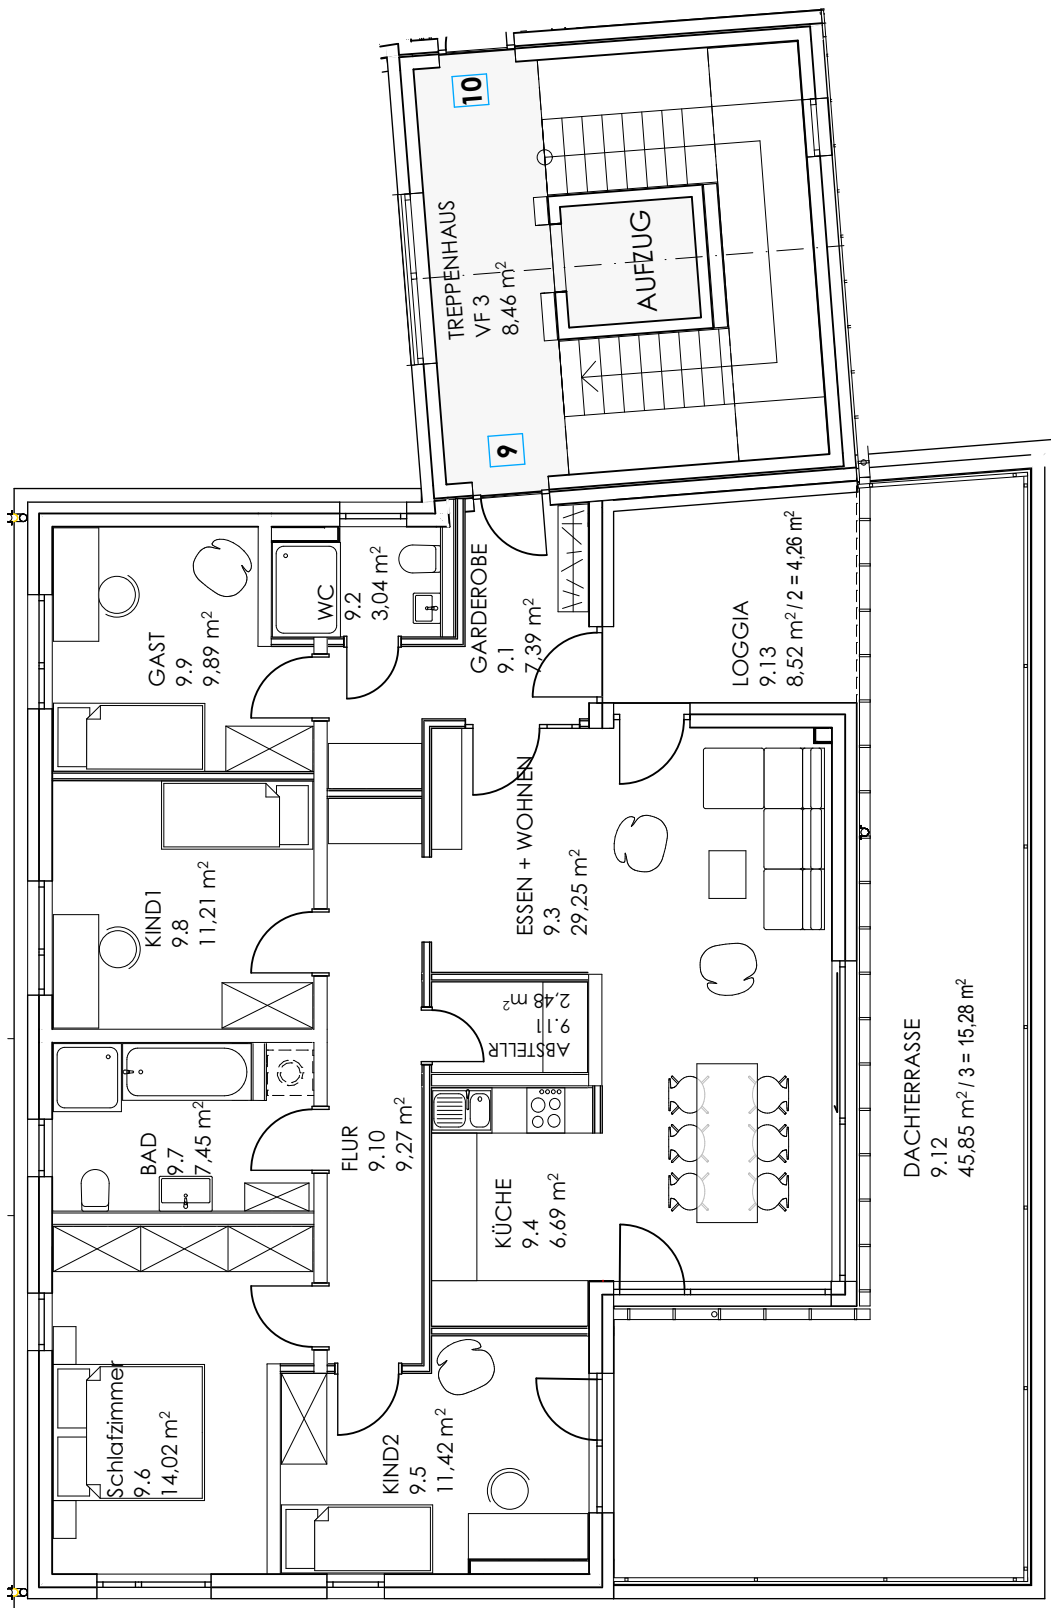 10
TREPPENHAUS
VF 3
8,46 m²
AUFZUG
9
GAST
9.9
9,89 m²
WC
9.2
3,04 m²
GARDEROBE
9.1
7,39 m²
LOGGIA
9.13
8,52 m² / 2 = 4,26 m²
KIND1
9.8
11,21 m²
ESSEN + WOHNEN
9.3
29,25 m²
ABSTELLR
9.11
2,48 m²
BAD
9.7
7,45 m²
FLUR
9.10
9,27 m²
KÜCHE
9.4
6,69 m²
DACHTERRASSE
9.12
45,85 m² / 3 = 15,28 m²
Schlafzimmer
9.6
14,02 m²
KIND2
9.5
11,42 m²